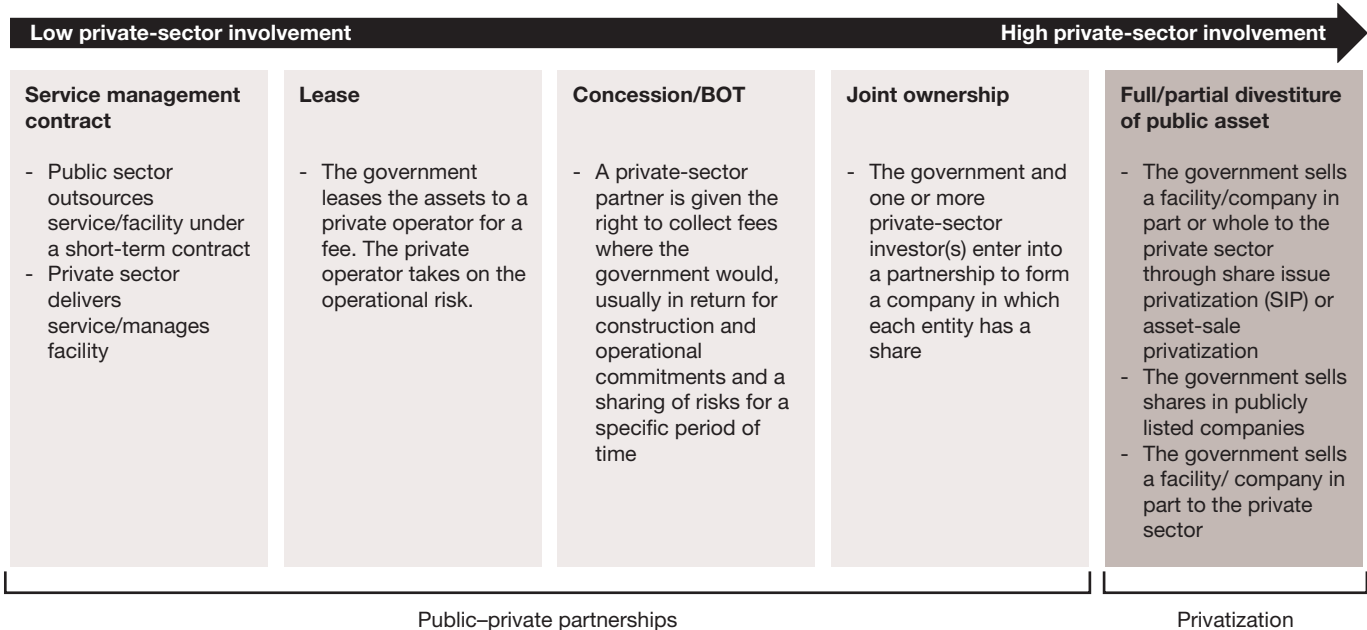 Low private-sector involvement
High private-sector involvement
Service management
contract
- Public sector
outsources
service/facility under
a short-term contract
- Private sector
delivers
service/manages
facility
Lease
- The government
leases the assets to a
private operator for a
fee. The private
operator takes on the
operational risk.
Concession/BOT
- A private-sector
partner is given the
right to collect fees
where the
government would,
usually in return for
construction and
operational
commitments and a
sharing of risks for a
specific period of
time
Joint ownership
- The government and
one or more
private-sector
investor(s) enter into
a partnership to form
a company in which
each entity has a
share
Full/partial divestiture
of public asset
- The government sells
a facility/company in
part or whole to the
private sector
through share issue
privatization (SIP) or
asset-sale
privatization
- The government sells
shares in publicly
listed companies
- The government sells
a facility/ company in
part to the private
sector
Public–private partnerships
Privatization